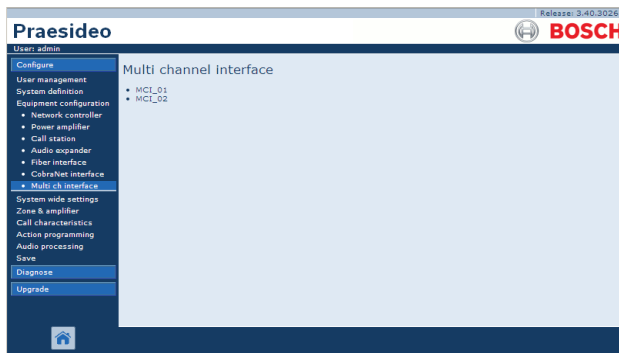 Release: 3.40.3026
Praesideo
BOSCH
User: admin
Configure
User management
System definition
Equipment configuration
• Network controller
• Power amplifier
• Call station
• Audio expander
• Fiber interface
• CobraNet interface
• Multi ch interface
System wide settings
Zone & amplifier
Call characteristics
Action programming
Audio processing
Save
Diagnose
Upgrade
Multi channel interface
• MCI_01
• MCI_02